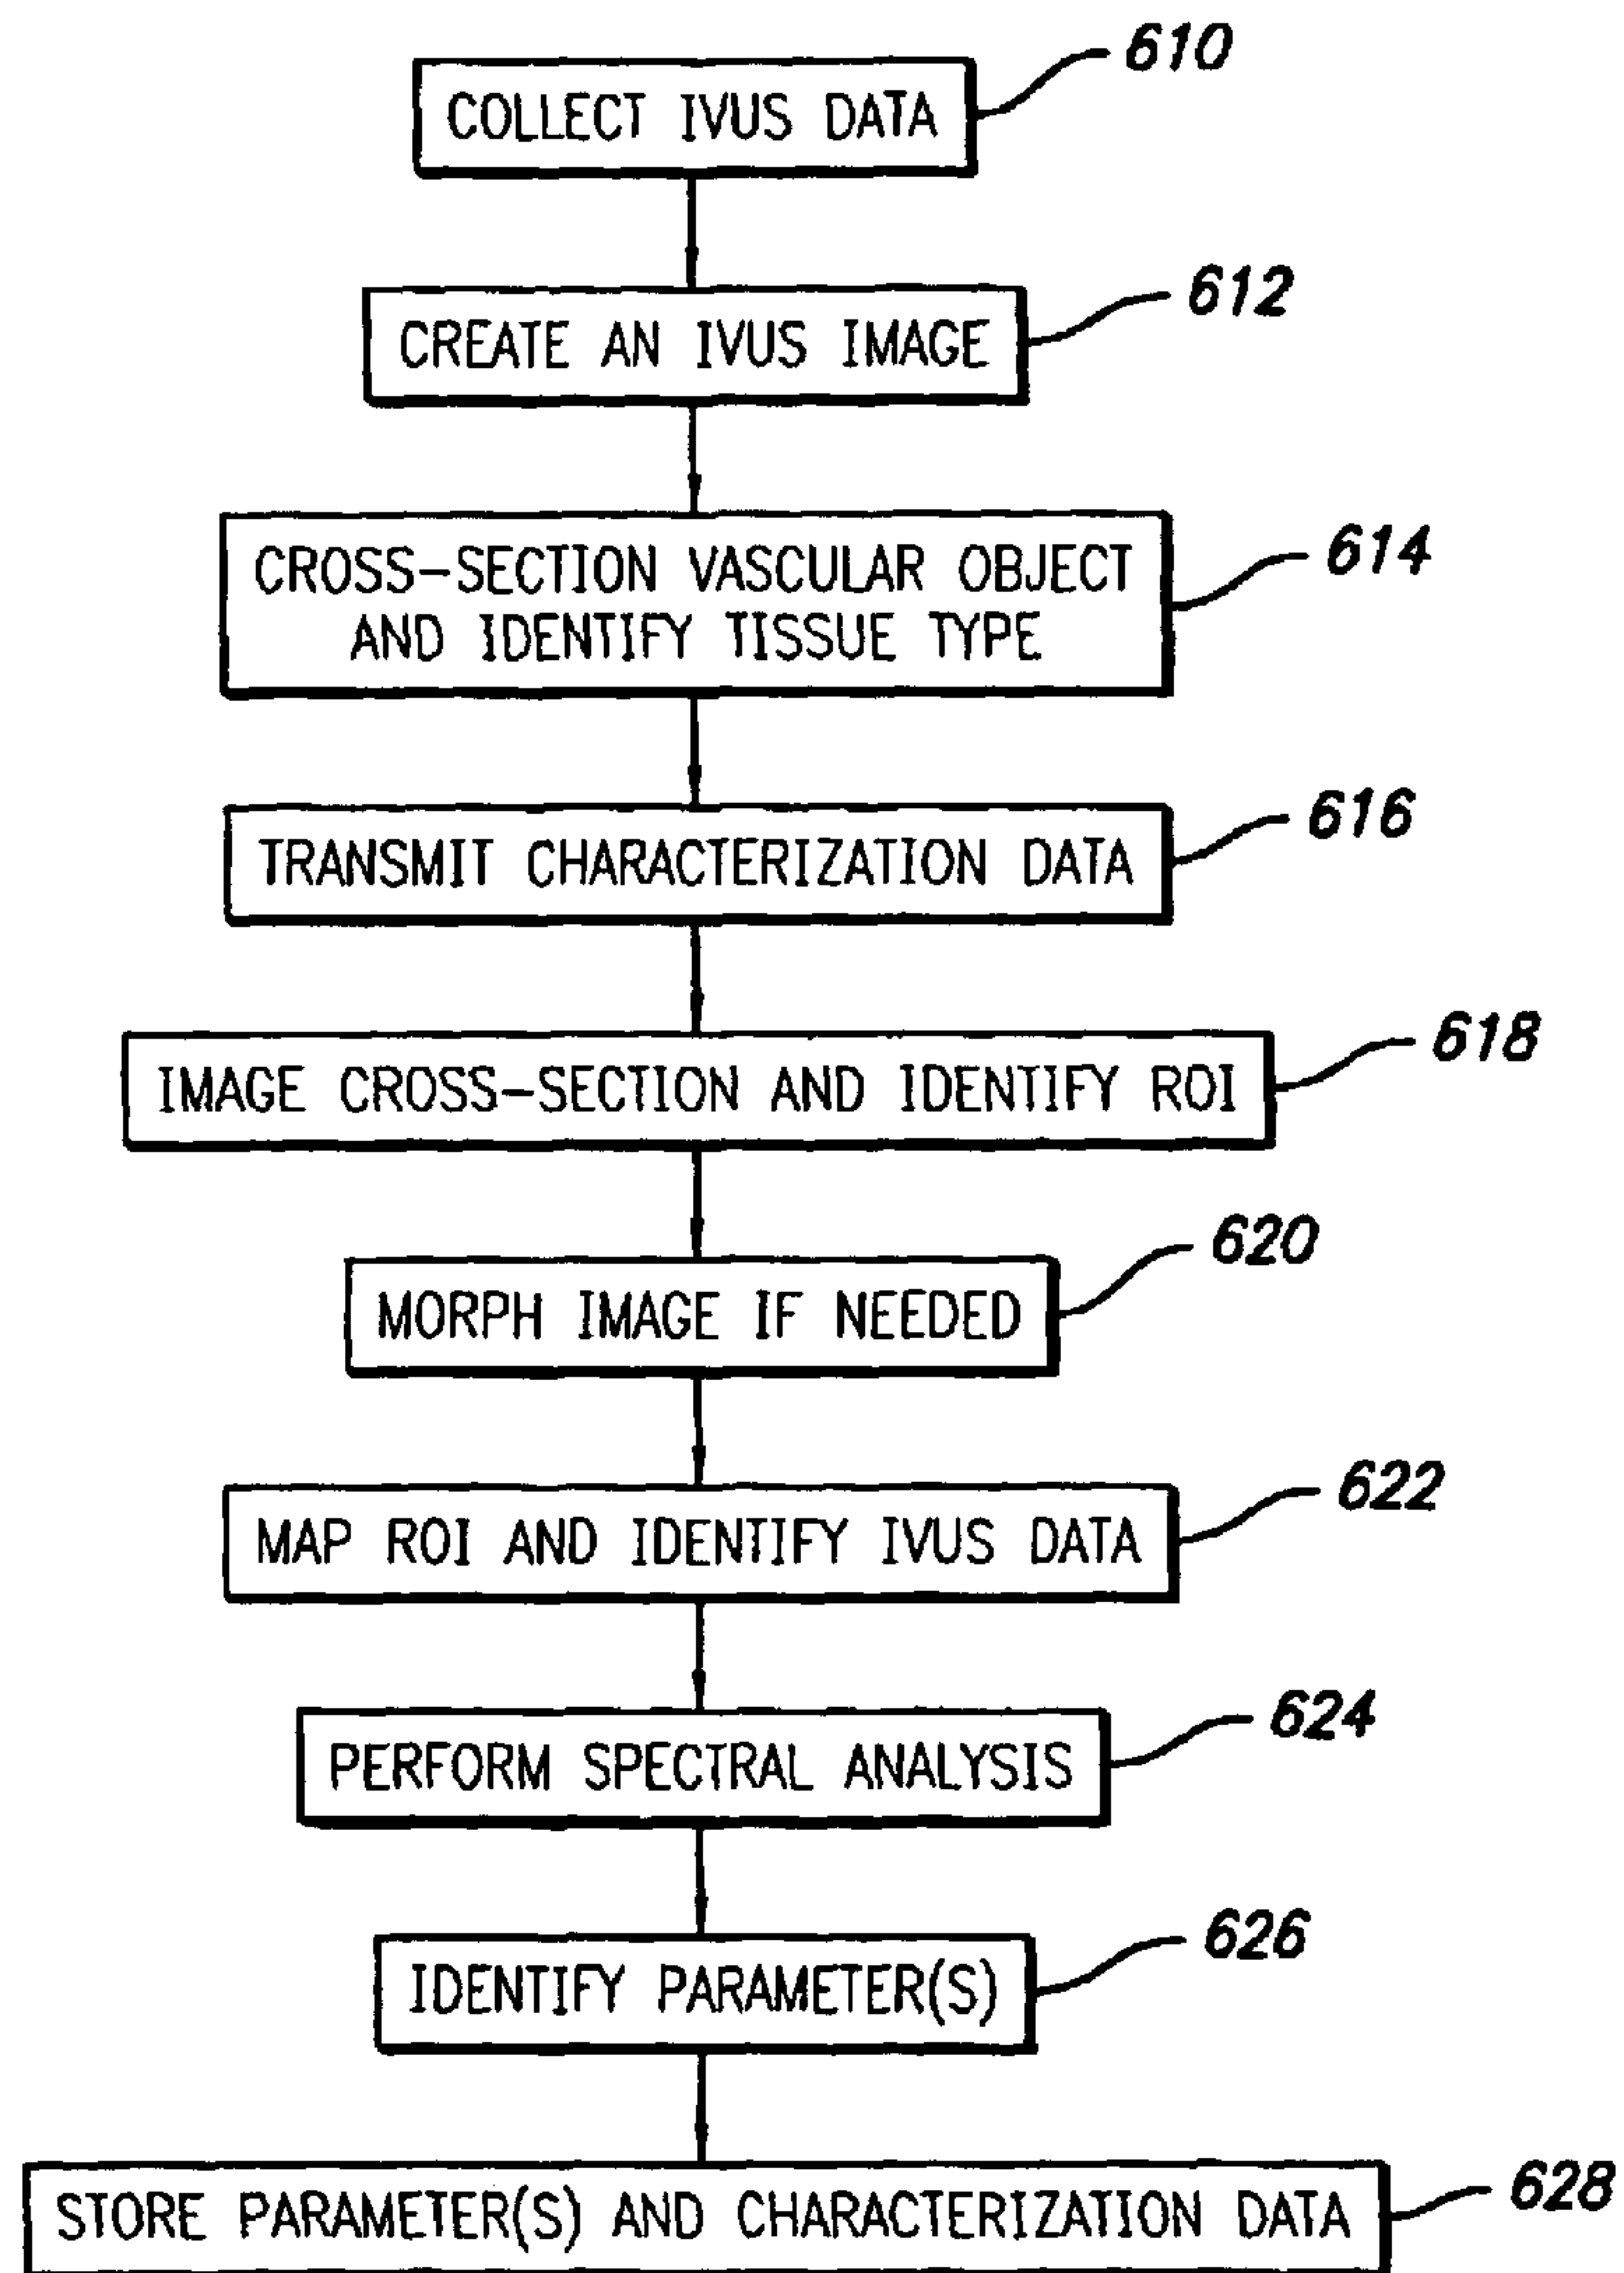 610
COLLECT IVUS DATA
612
CREATE AN IVUS IMAGE
614
CROSS-SECTION VASCULAR OBJECT
AND IDENTIFY TISSUE TYPE
616
TRANSMIT CHARACTERIZATION DATA
618
IMAGE CROSS-SECTION AND IDENTIFY ROI
620
MORPH IMAGE IF NEEDED
622
MAP ROI AND IDENTIFY IVUS DATA
624
PERFORM SPECTRAL ANALYSIS
626
IDENTIFY PARAMETER(S)
628
STORE PARAMETER(S) AND CHARACTERIZATION DATA